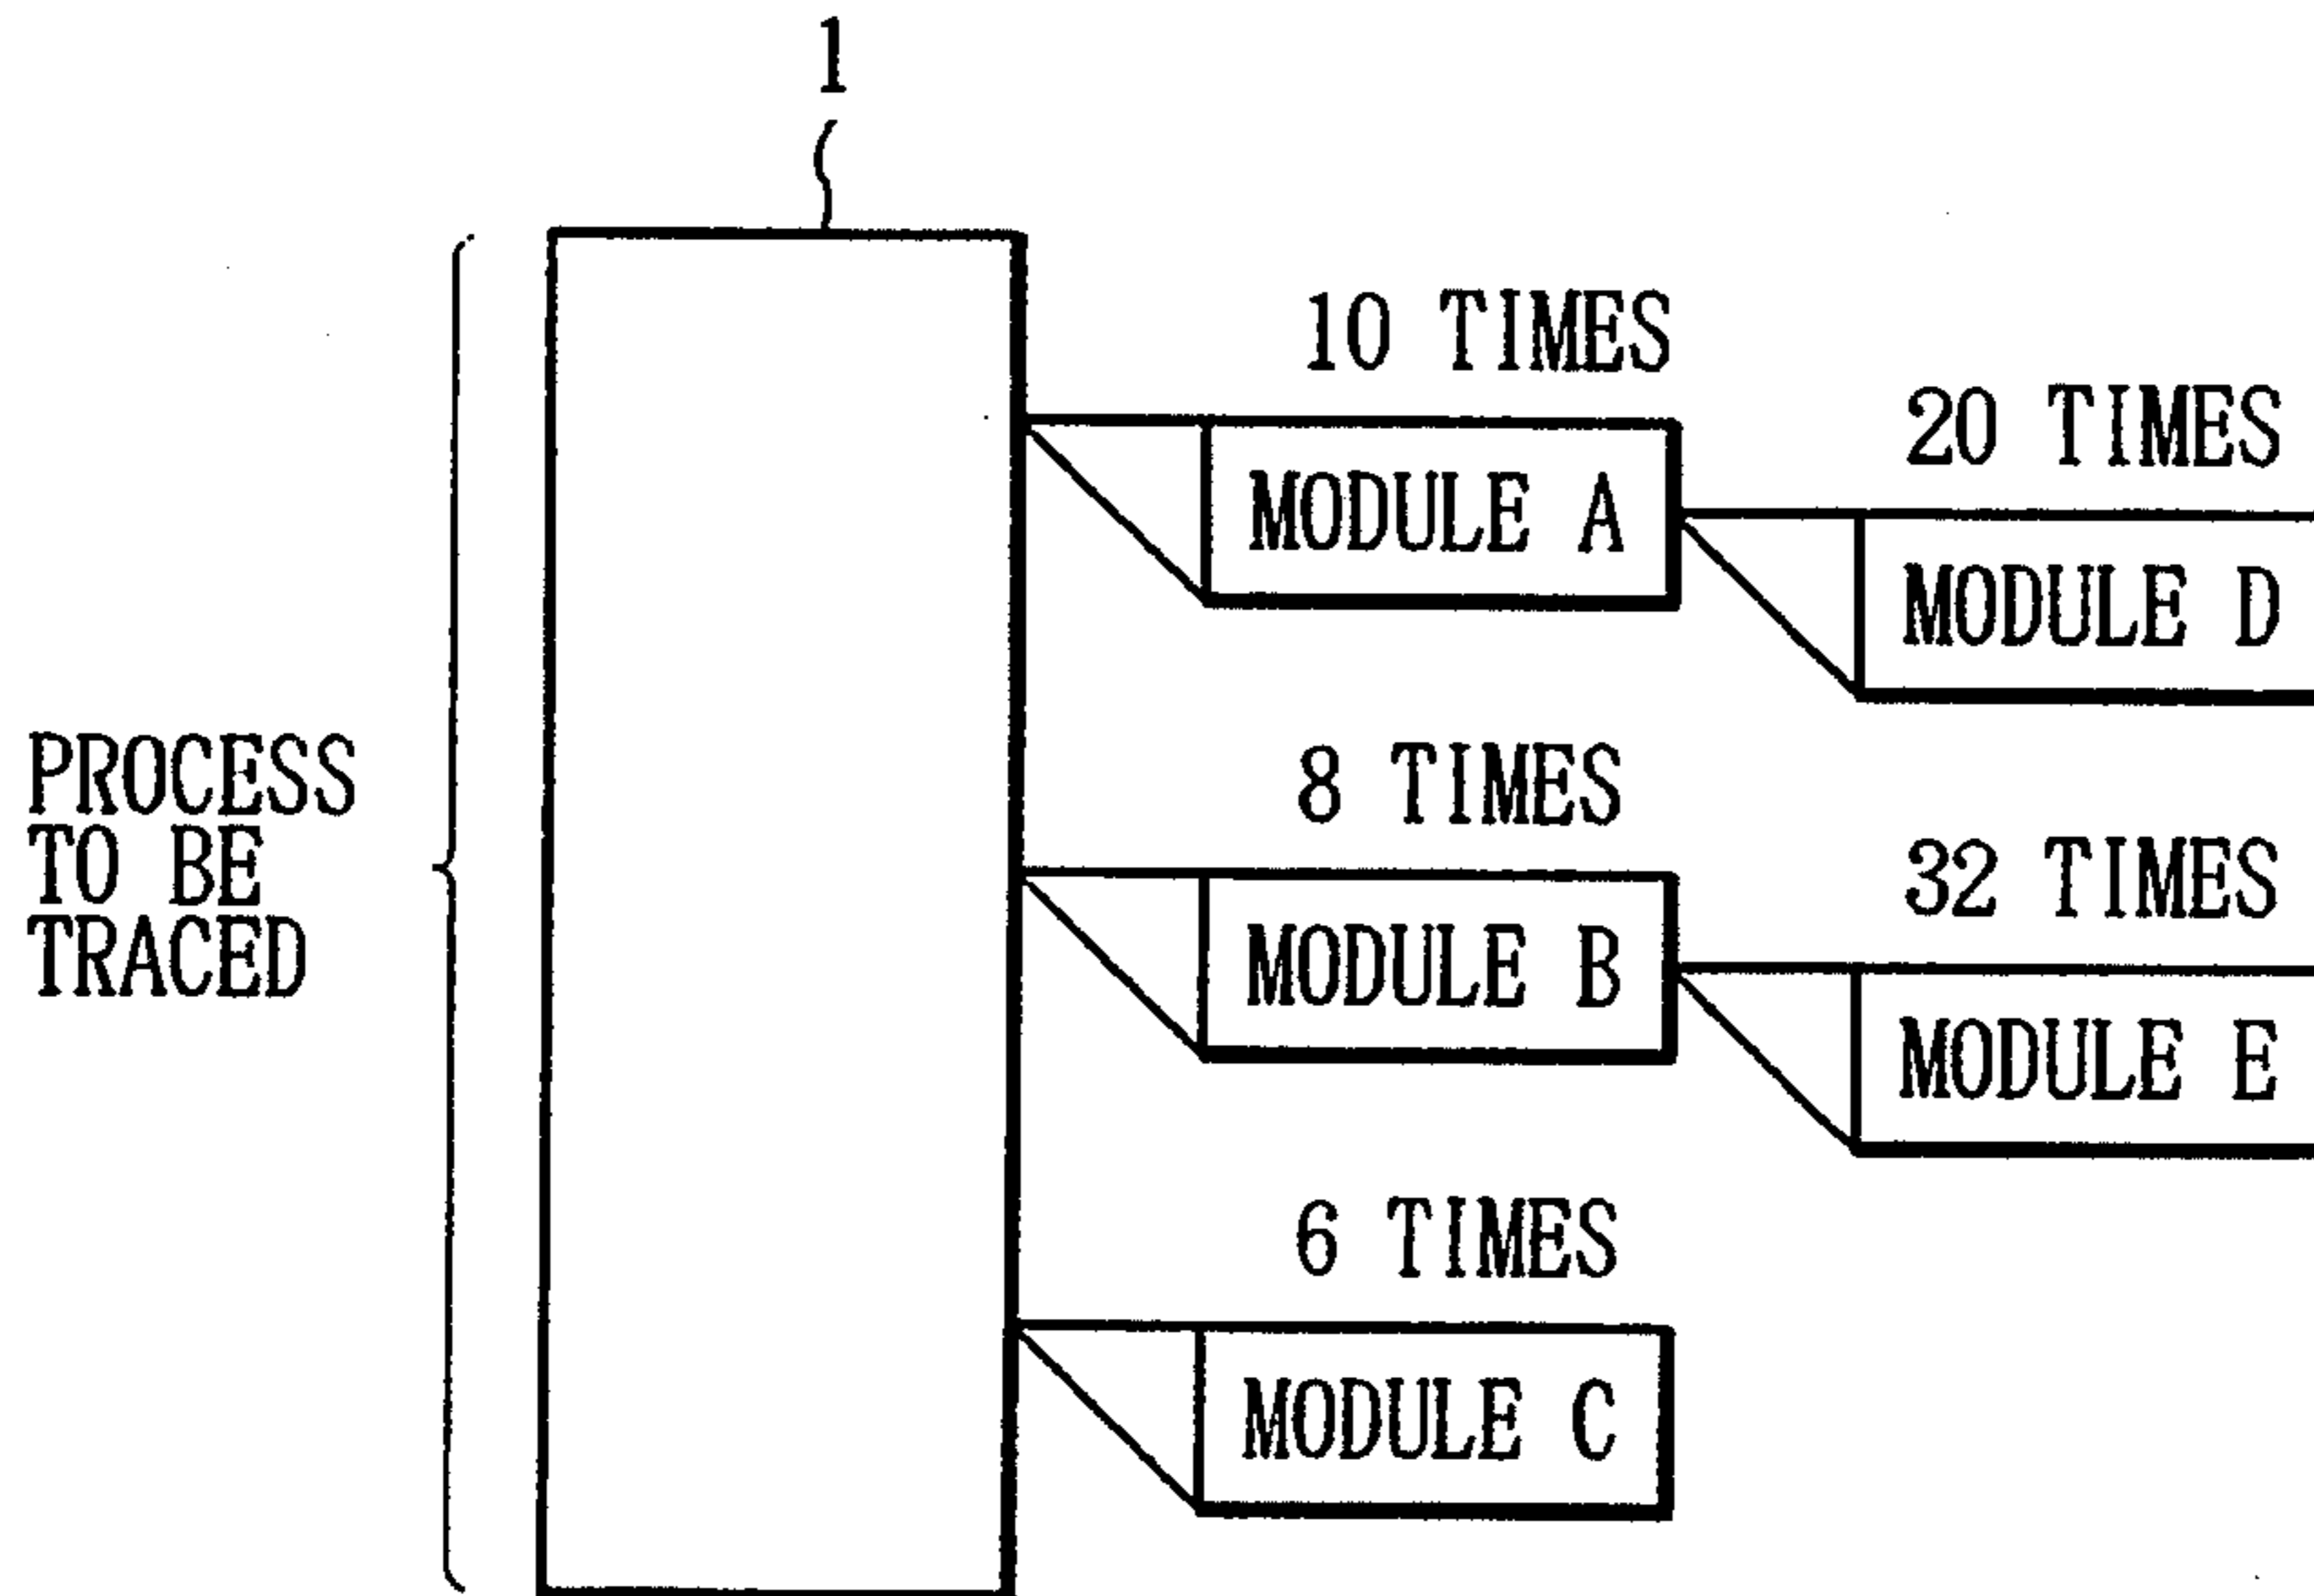 1
10 TIMES
20 TIMES
MODULE A
MODULE D
8 TIMES
PROCESS
TO BE
TRACED
32 TIMES
MODULE B
MODULE E
6 TIMES
MODULE C